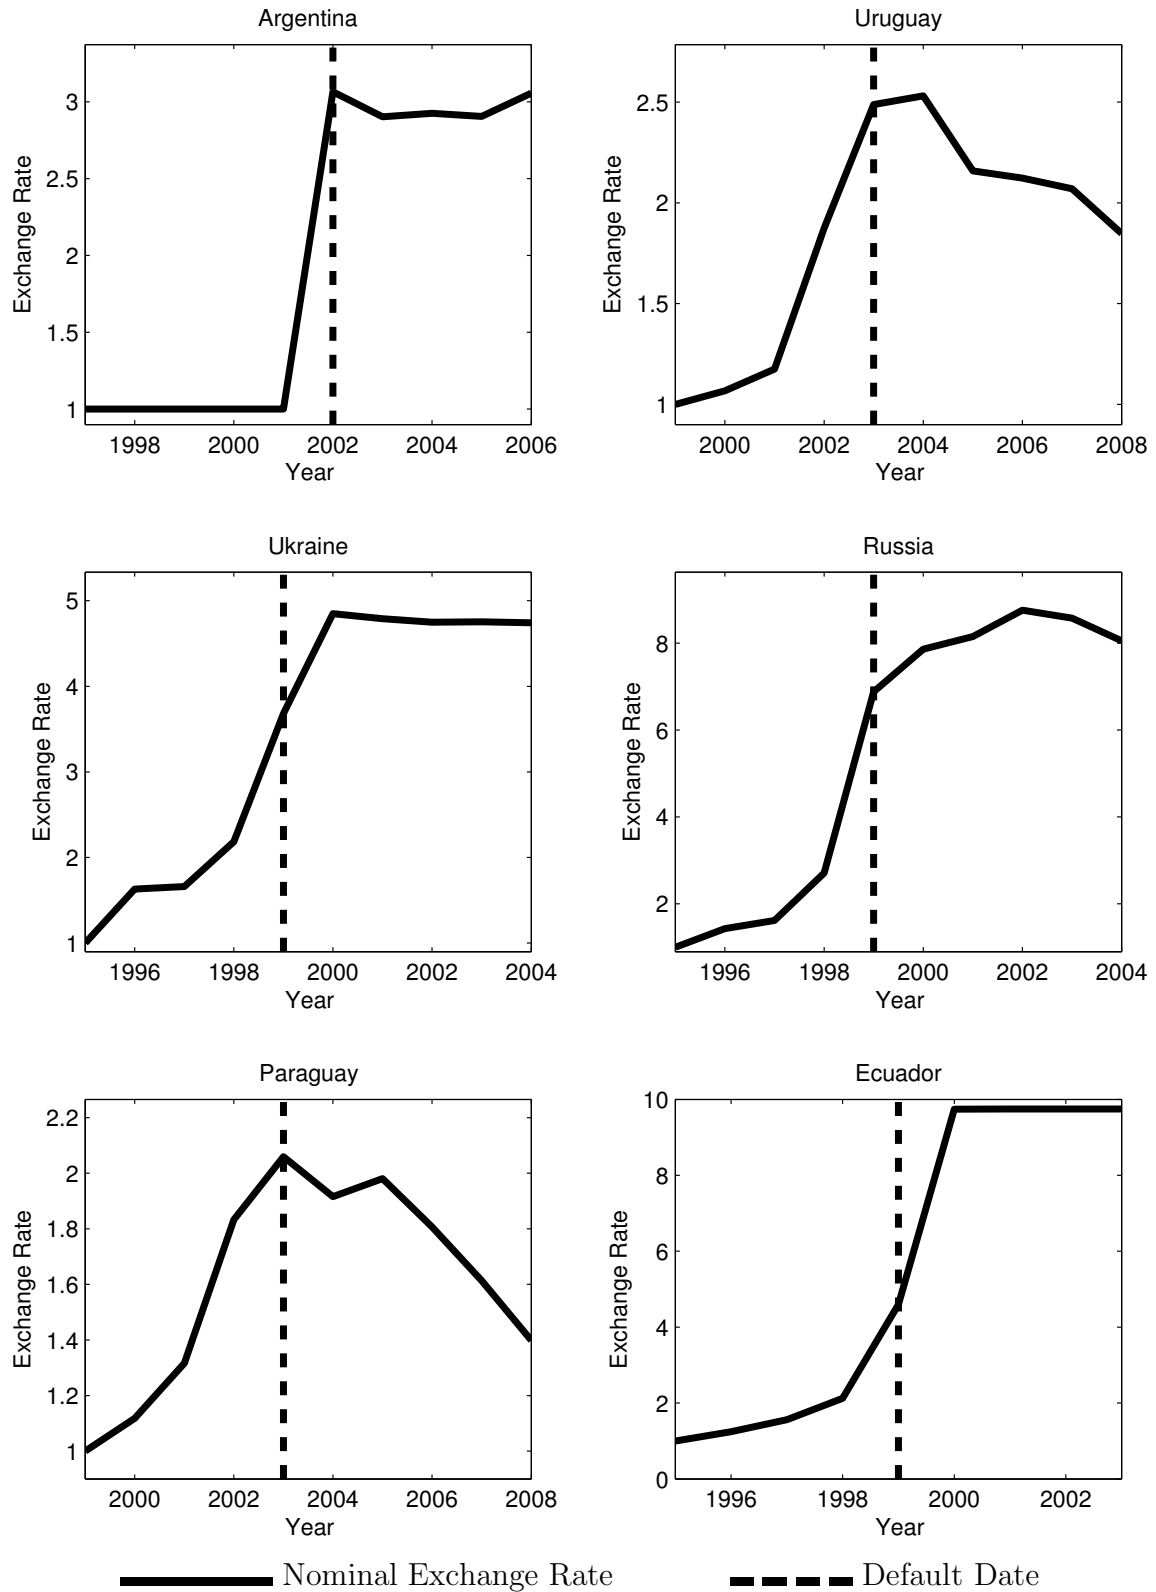 Argentina
Exchange Rate
3
2.5
2
1.5
1
1998 2000 2002 2004 2006
Year
Uruguay
Exchange Rate
2.5
2
1.5
1
2000 2002 2004 2006 2008
Year
Ukraine
Exchange Rate
5
4
3
2
1
1996 1998 2000 2002 2004
Year
Russia
Exchange Rate
8
6
4
2
1996 1998 2000 2002 2004
Year
Paraguay
Exchange Rate
2.2
2
1.8
1.6
1.4
1.2
1
2000 2002 2004 2006 2008
Year
Ecuador
Exchange Rate
10
8
6
4
2
0
1996 1998 2000 2002
Year
Nominal Exchange Rate Default Date